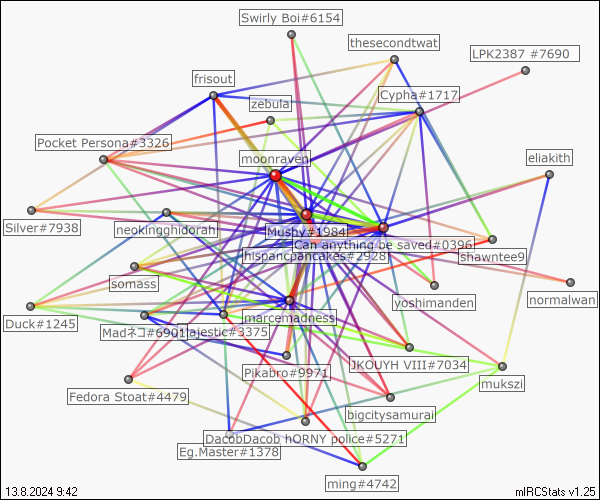 Swirly Boi#6154
thesecondtwat
LPK2387 #7690
frisout
Cypha#1717
zebula
Pocket Persona#3326
moonraven
eliakith
Silver#7938
neokingghidorah
Mushy#1984
Can anything be saved#0396
hispancpancakes#2928
shawntee9
somass
yoshimanden
normalwan
Duck#1245
Madネコ#6901
ajestic#3375
marcemadness
JKOUYH VIII#7034
Pikabro#9971
mukszi
Fedora Stoat#4479
bigcitysamurai
DacobDacob hORNY police#5271
Eg.Master#1378
ming#4742
13.8.2024 9:42
mIRCStats v1.25